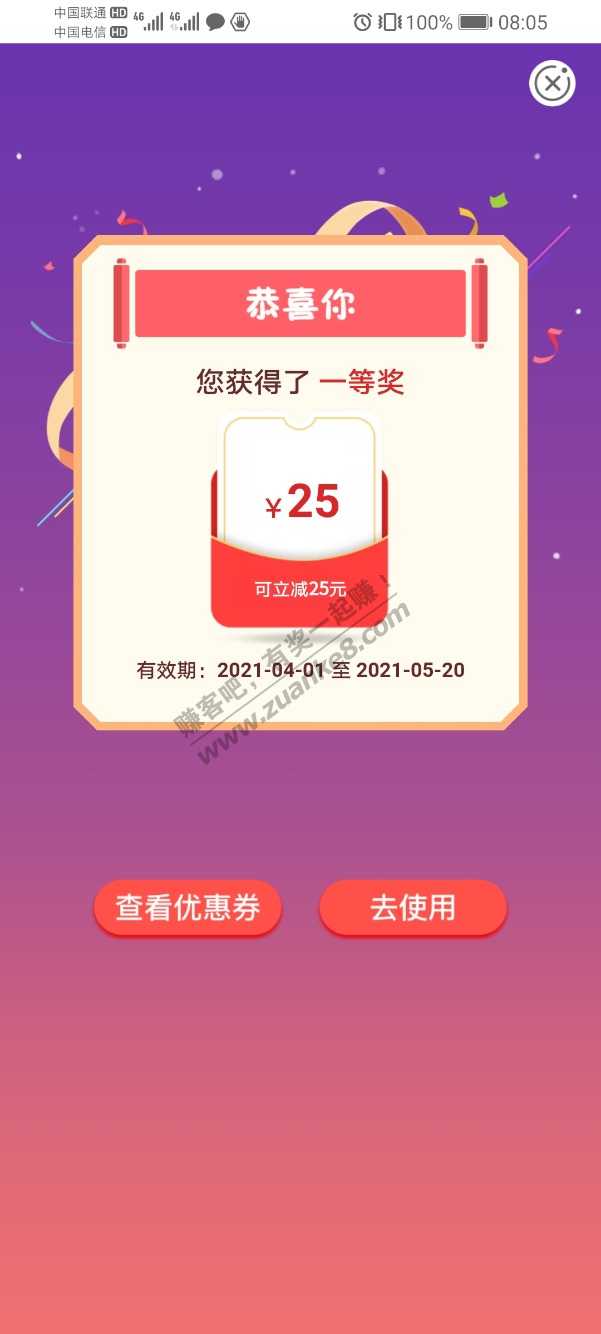 中国联通 HD 4G 4G 100% 08:05
中国电信 HD
恭喜你
您获得了 一等奖
¥25
可立减25元
有效期：2021-04-01 至 2021-05-20
赚客吧，有奖一起赚！
www.zuanke8.com
查看优惠券
去使用